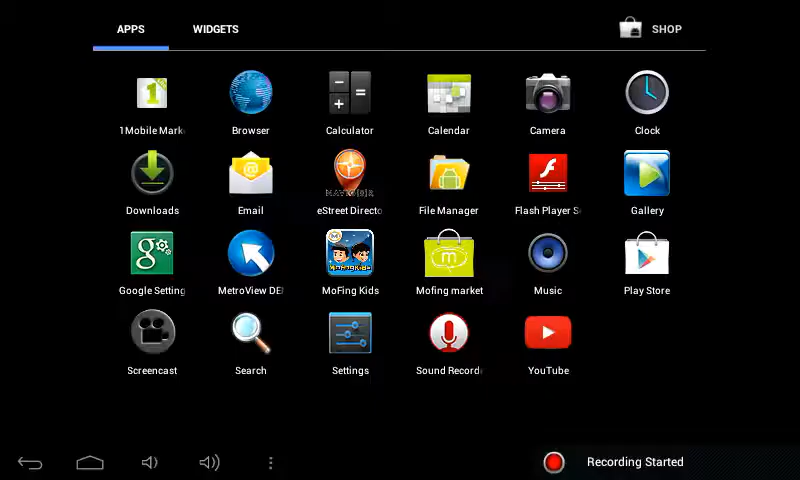 APPS WIDGETS SHOP
1Mobile Mark Browser Calculator Calendar Camera Clock
Downloads Email eStreet Directo File Manager Flash Player S Gallery
Google Setting MetroView DE MoFing Kids Mofing market Music Play Store
Screencast Search Settings Sound Record YouTube
Recording Started